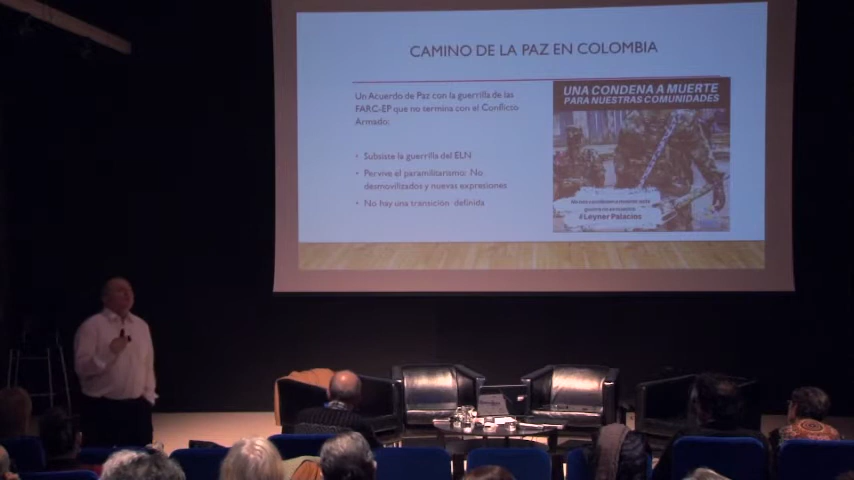 CAMINO DE LA PAZ EN COLOMBIA
Un Acuerdo de Paz con la guerrilla de las
FARC-EP que no termina con el Conflicto
Armado:
• Subsiste la guerrilla del ELN
• Pervive el paramilitarismo: No
desmovilizados y nuevas expresiones
• No hay una transición definida
UNA CONDENA A MUERTE
PARA NUESTRAS COMUNIDADES
#Leyner Palacios